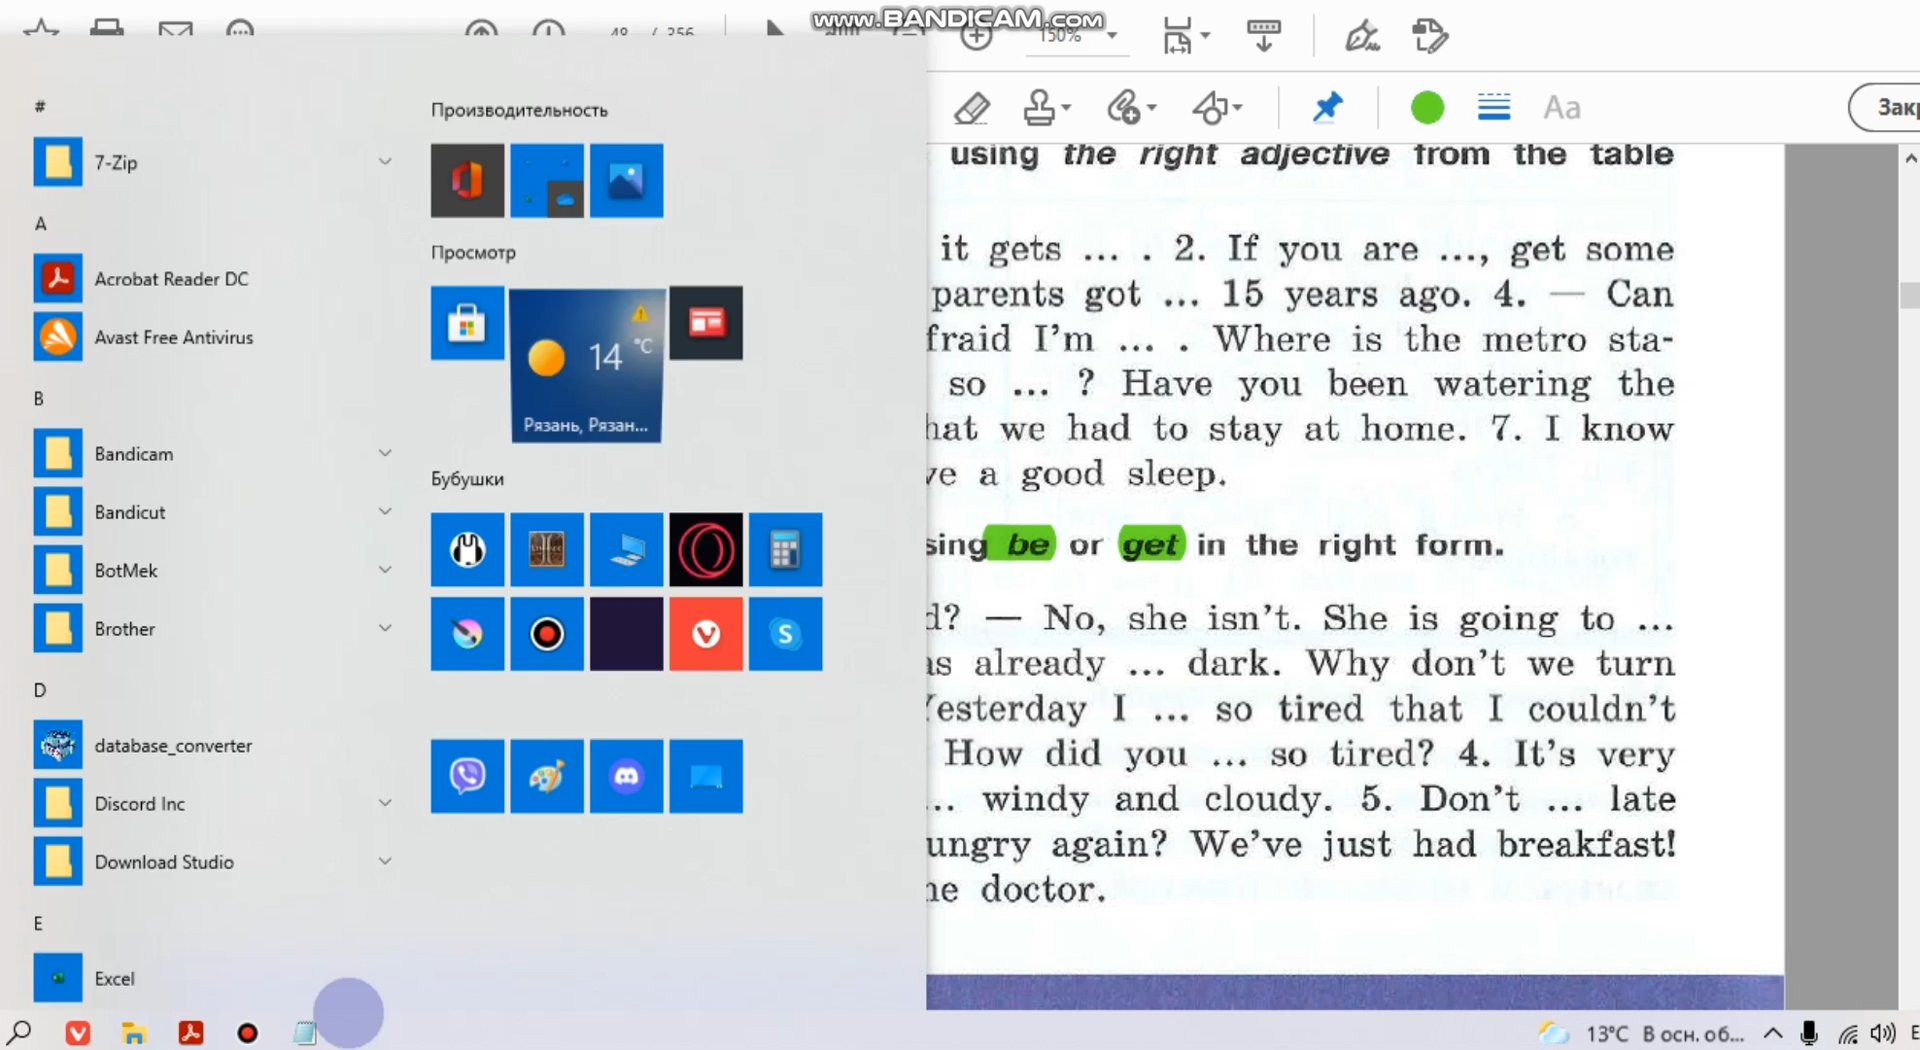 www.BANDICAM.com
48 / 356
150%
Aa
#
7-Zip
A
Acrobat Reader DC
Avast Free Antivirus
B
Bandicam
Bandicut
BotMek
Brother
D
database_converter
Discord Inc
Download Studio
E
Excel
Производительность
Просмотр
14 °C
Рязань, Рязан...
Бубушки
using the right adjective from the table
it gets ... . 2. If you are ..., get some
parents got ... 15 years ago. 4. — Can
fraid I'm ... . Where is the metro sta-
so ... ? Have you been watering the
hat we had to stay at home. 7. I know
ve a good sleep.
sing be or get in the right form.
d? — No, she isn't. She is going to ...
as already ... dark. Why don't we turn
Yesterday I ... so tired that I couldn't
How did you ... so tired? 4. It's very
... windy and cloudy. 5. Don't ... late
ungry again? We've just had breakfast!
he doctor.
13°C В осн. об...